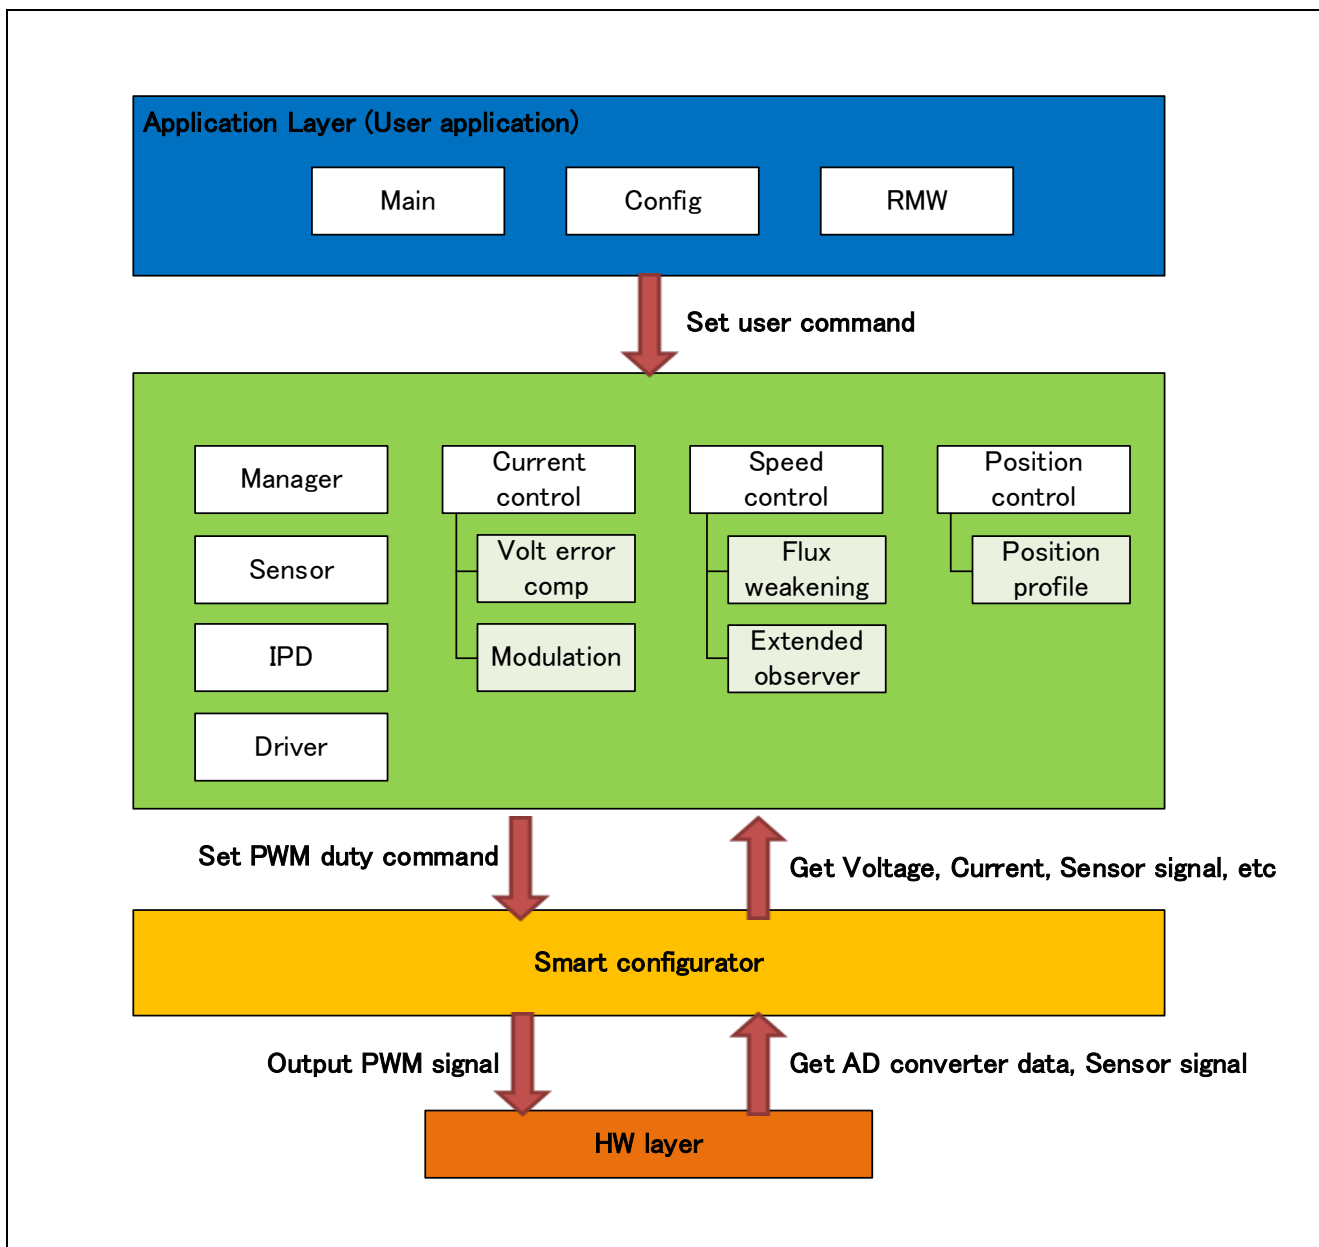 Application Layer (User application)
Main
Config
RMW
Set user command
Manager
Current
control
Speed
control
Position
control
Sensor
Volt error
comp
Flux
weakening
Position
profile
IPD
Modulation
Extended
observer
Driver
Set PWM duty command
Get Voltage, Current, Sensor signal, etc
Smart configurator
Output PWM signal
Get AD converter data, Sensor signal
HW layer